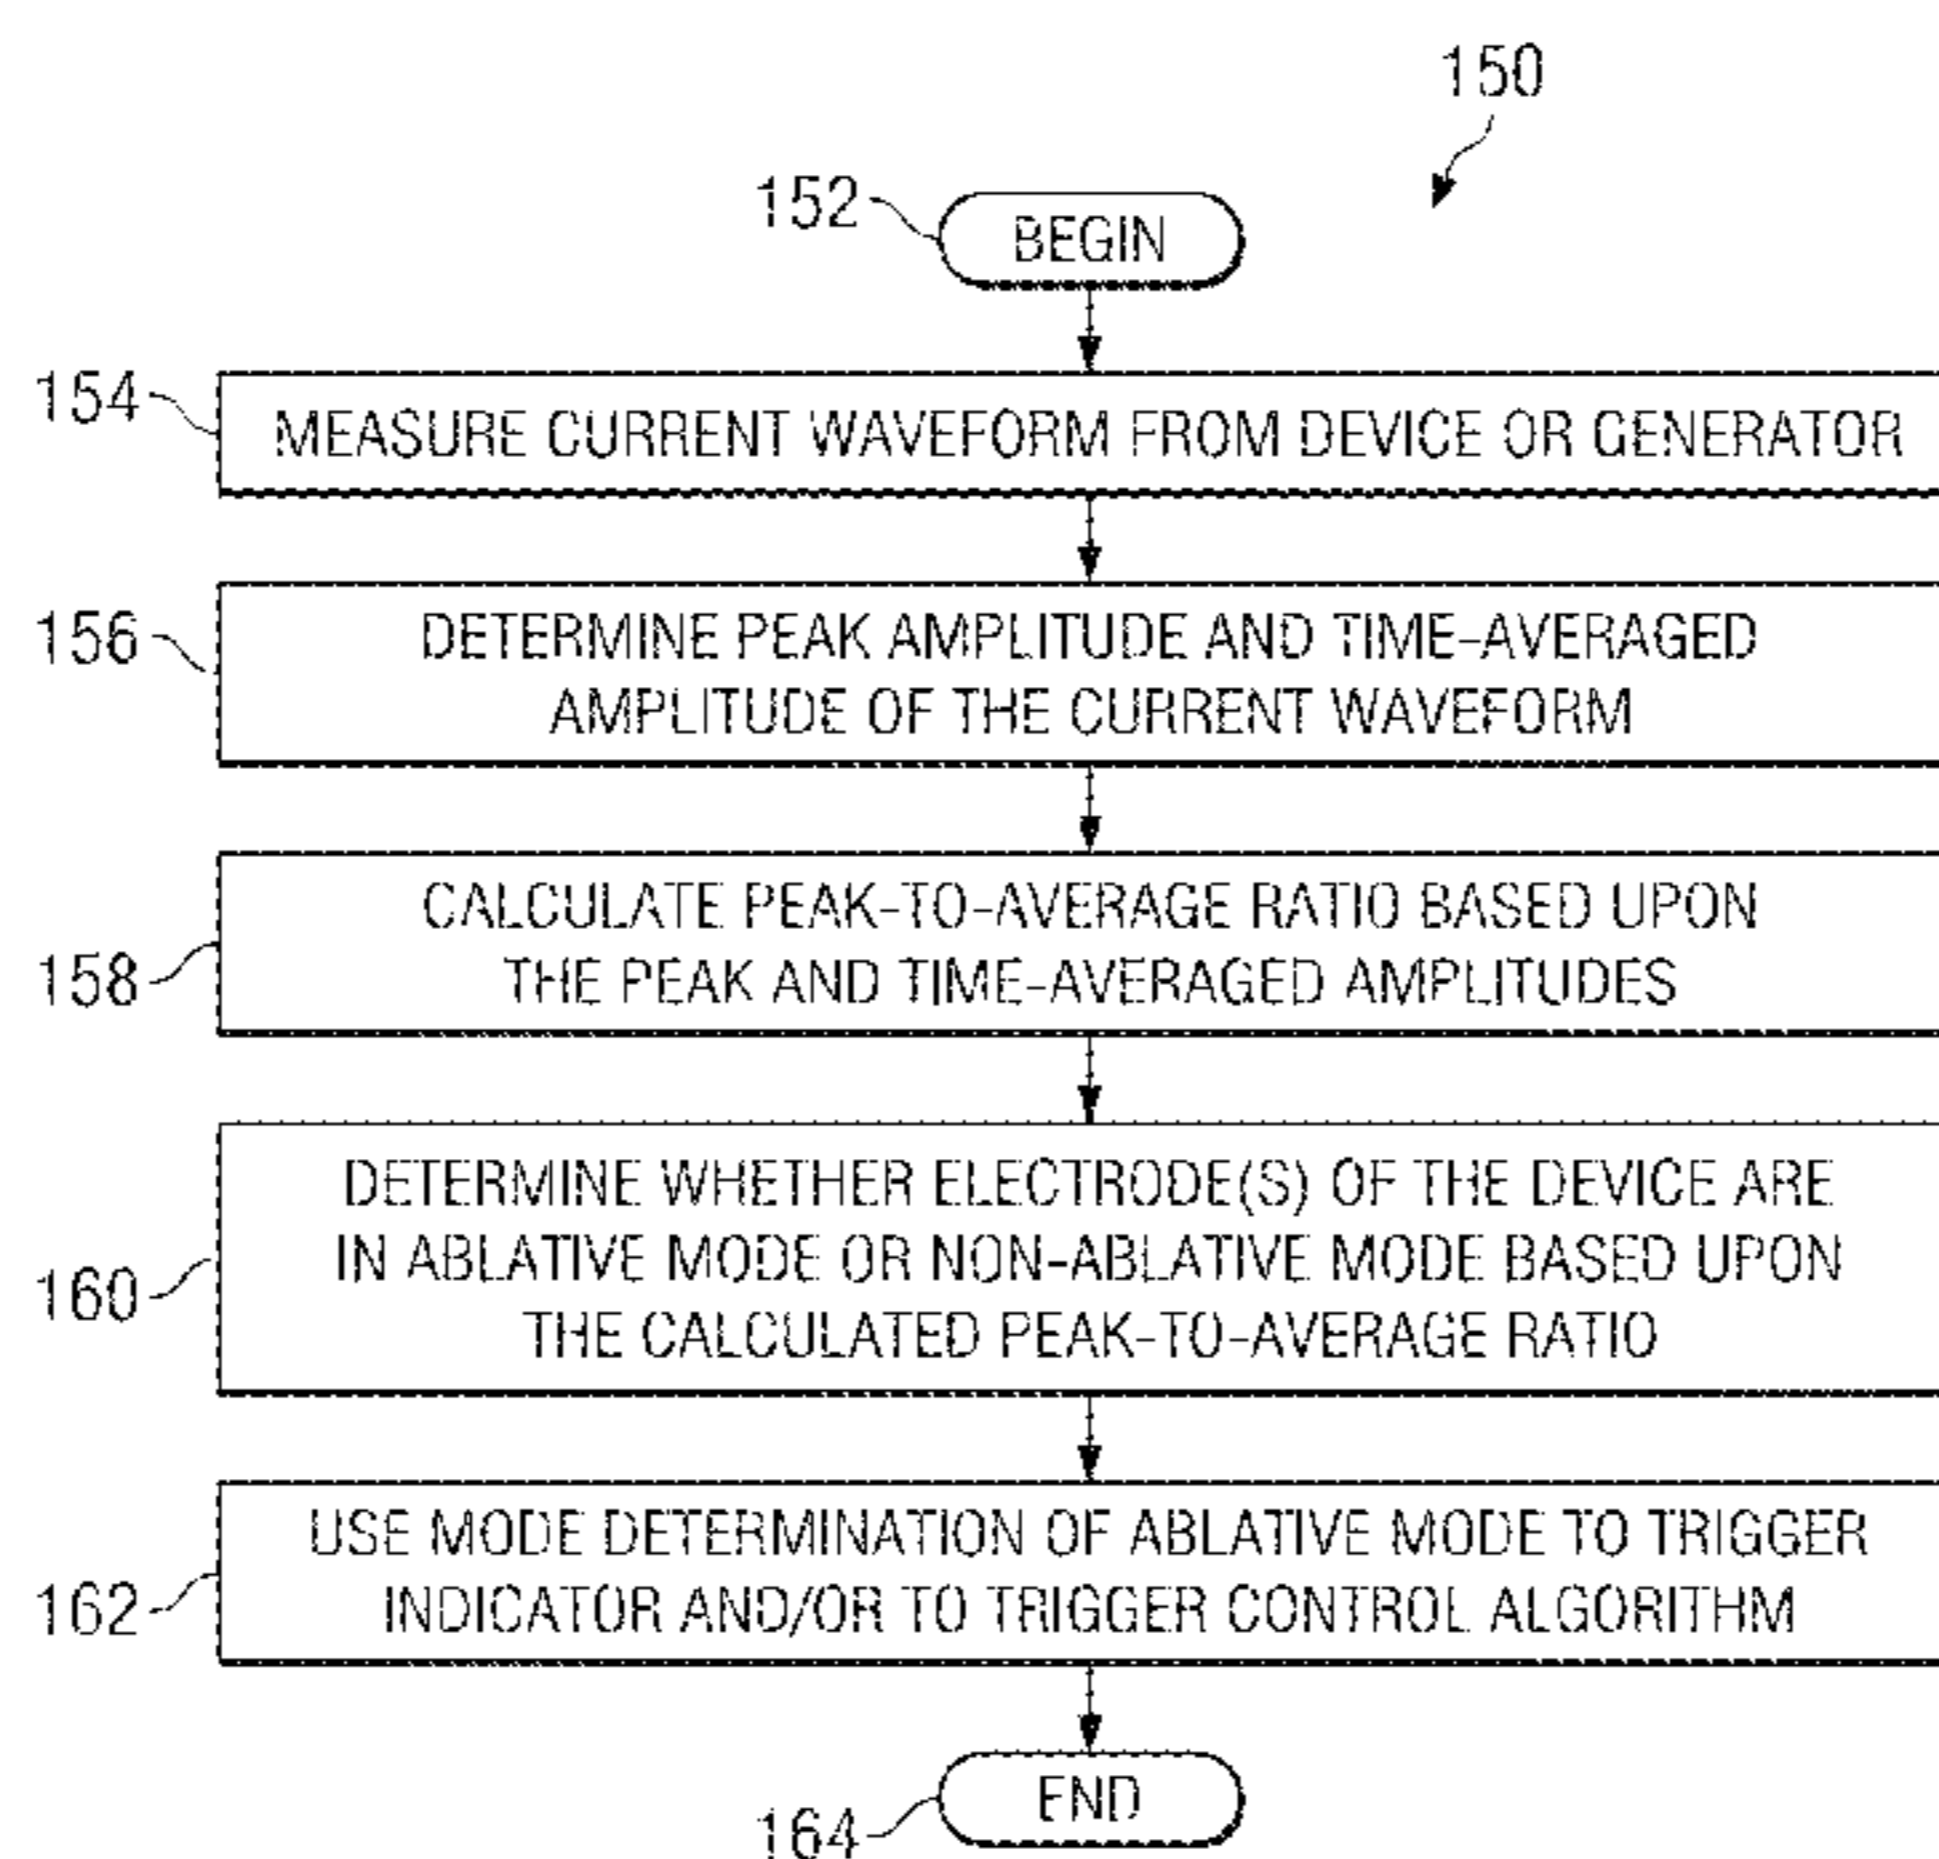 150
152
BEGIN
154
MEASURE CURRENT WAVEFORM FROM DEVICE OR GENERATOR
156
DETERMINE PEAK AMPLITUDE AND TIME-AVERAGED
AMPLITUDE OF THE CURRENT WAVEFORM
158
CALCULATE PEAK-TO-AVERAGE RATIO BASED UPON
THE PEAK AND TIME-AVERAGED AMPLITUDES
160
DETERMINE WHETHER ELECTRODE(S) OF THE DEVICE ARE
IN ABLATIVE MODE OR NON-ABLATIVE MODE BASED UPON
THE CALCULATED PEAK-TO-AVERAGE RATIO
162
USE MODE DETERMINATION OF ABLATIVE MODE TO TRIGGER
INDICATOR AND/OR TO TRIGGER CONTROL ALGORITHM
164
END